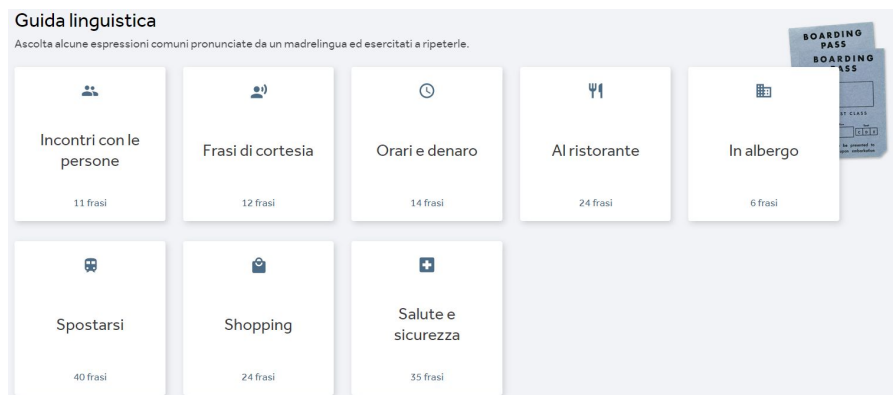 Guida linguistica
Ascolta alcune espressioni comuni pronunciate da un madrelingua ed esercitati a ripeterle.
BOARDING
PASS
BOARDING
PASS
Incontri con le
persone
11 frasi
Frasi di cortesia
12 frasi
Orari e denaro
14 frasi
Al ristorante
24 frasi
In albergo
6 frasi
Spostarsi
40 frasi
Shopping
24 frasi
Salute e
sicurezza
35 frasi